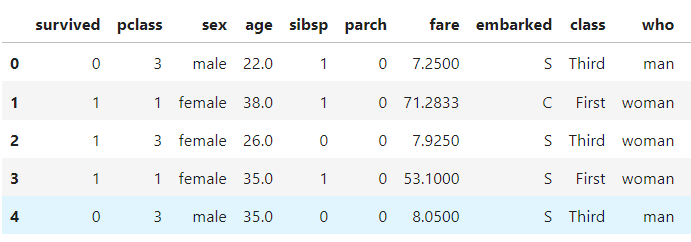 survived pclass sex age sibsp parch fare embarked class who
0 0 3 male 22.0 1 0 7.2500 S Third man
1 1 1 female 38.0 1 0 71.2833 C First woman
2 1 3 female 26.0 0 0 7.9250 S Third woman
3 1 1 female 35.0 1 0 53.1000 S First woman
4 0 3 male 35.0 0 0 8.0500 S Third man